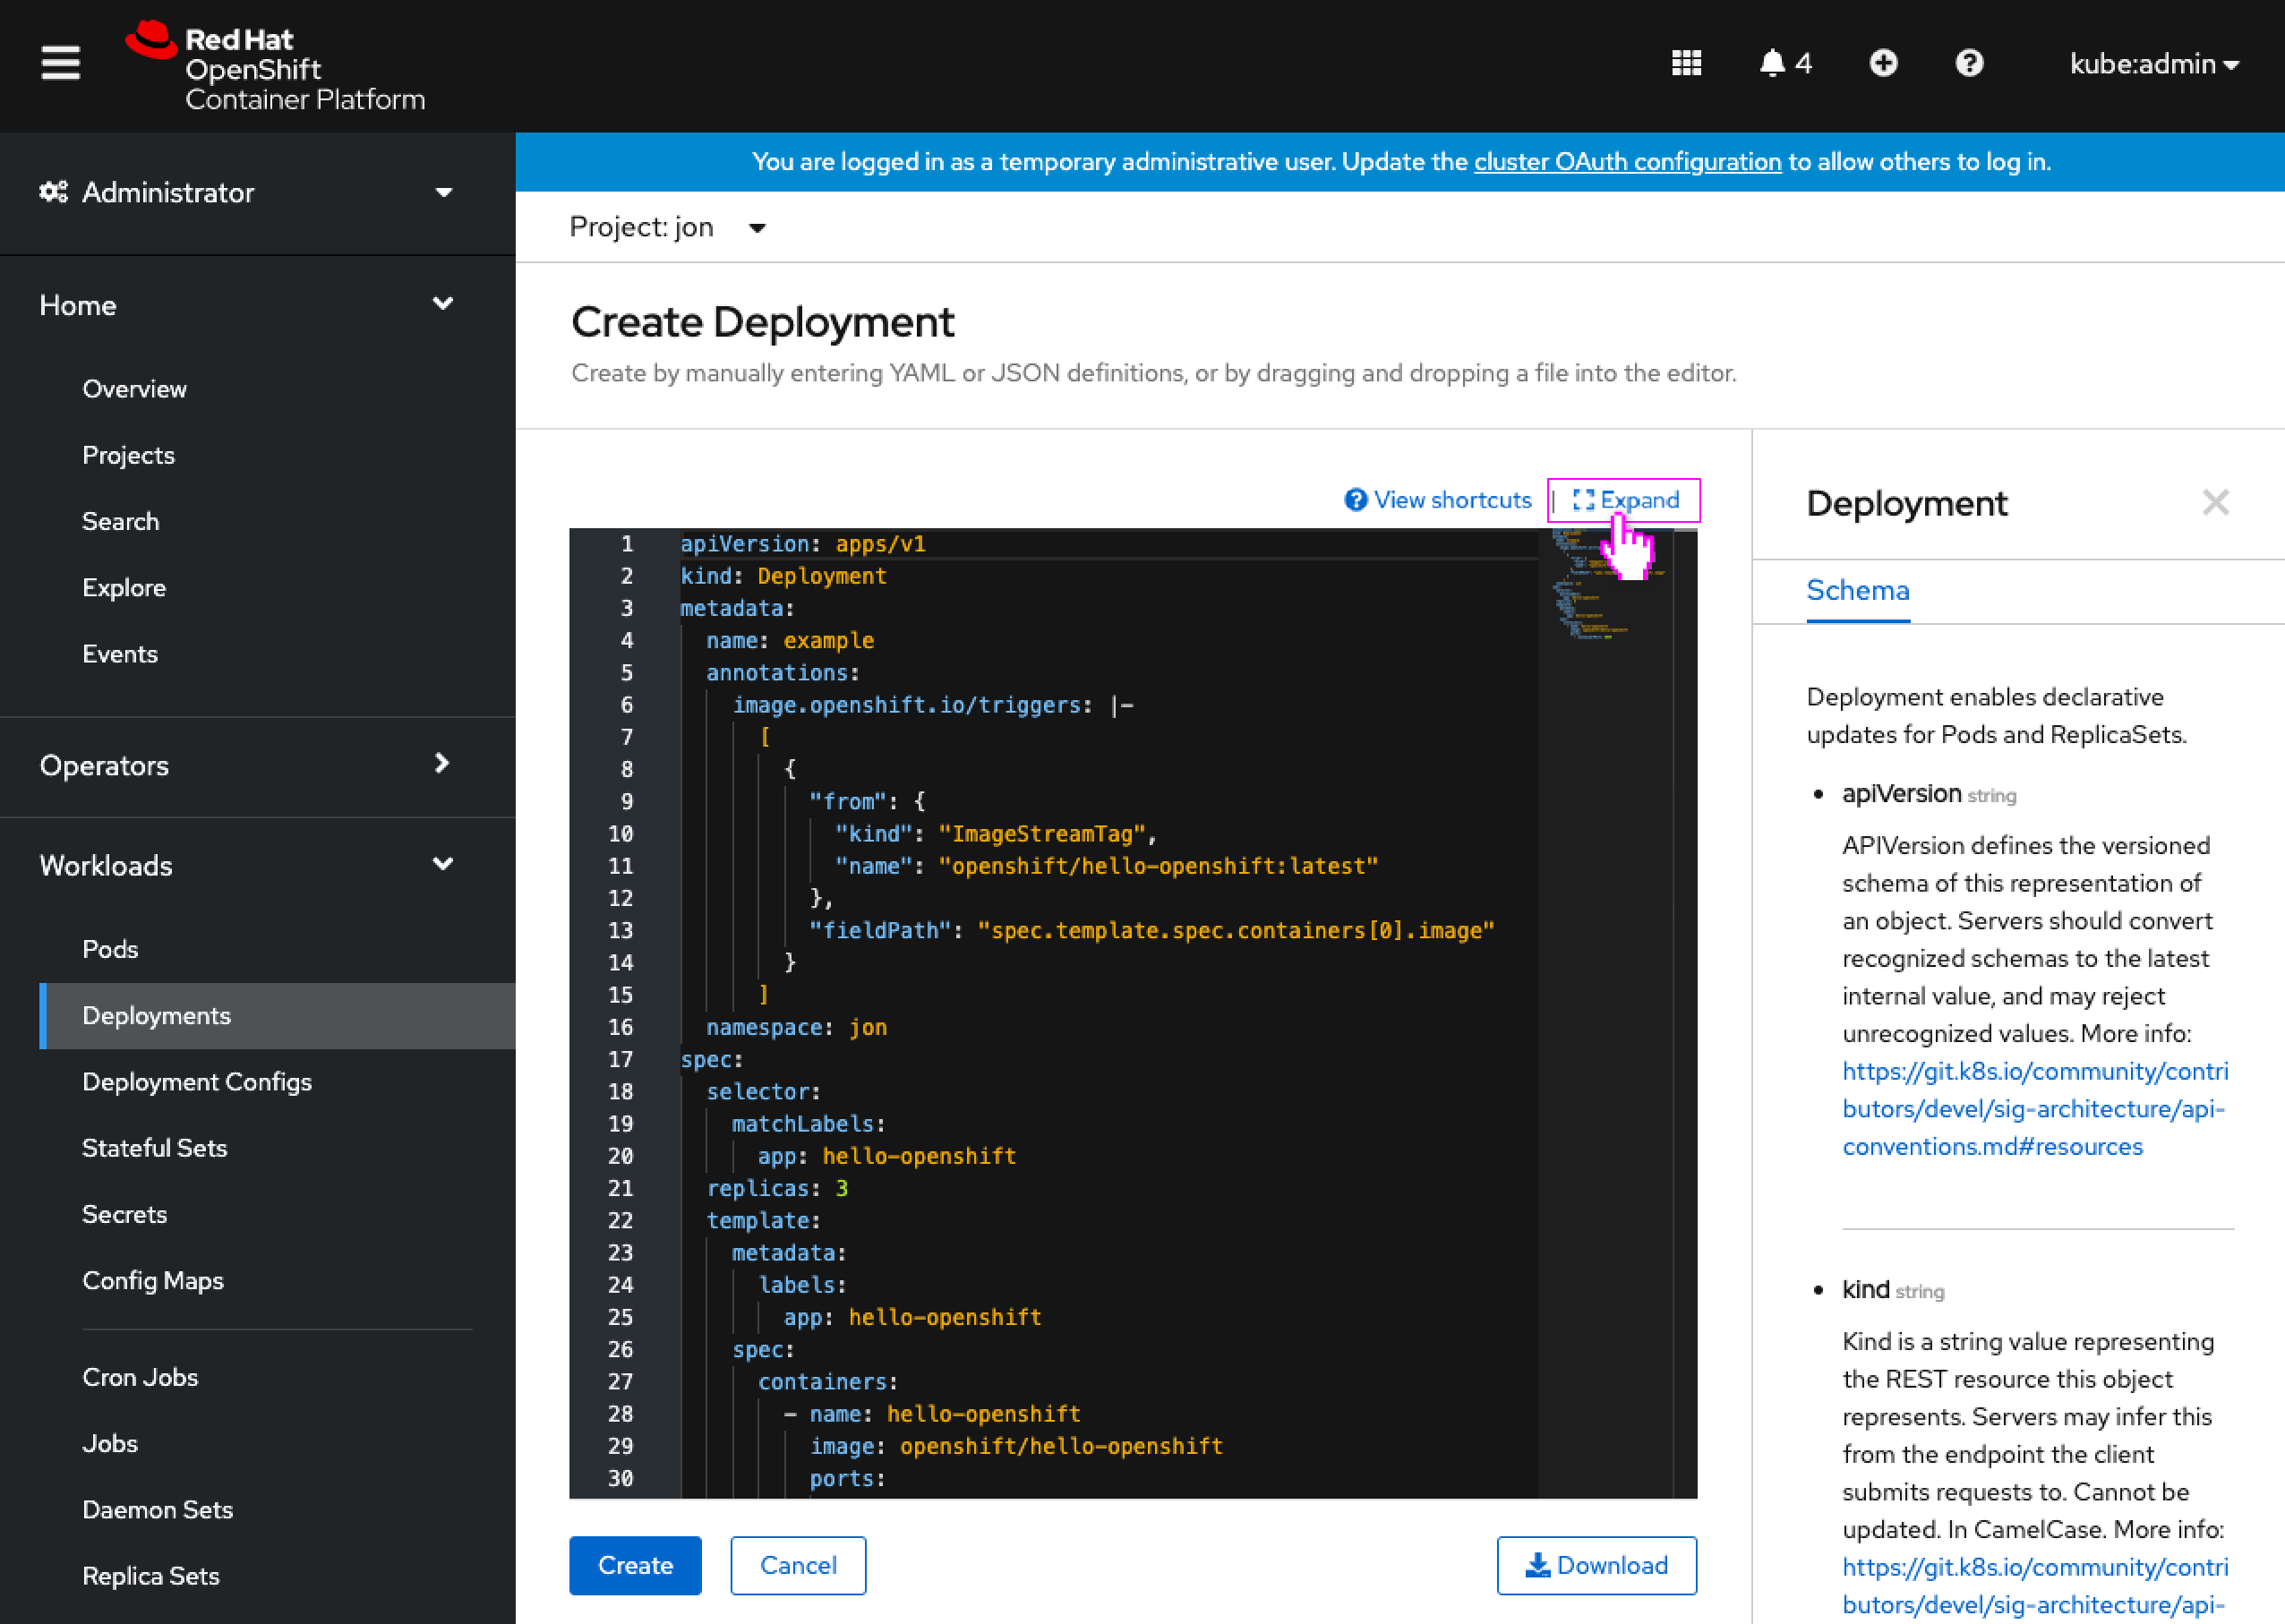 Red Hat
OpenShift
Container Platform
4
kube:admin
Administrator
Home
Overview
Projects
Search
Explore
Events
Operators
Workloads
Pods
Deployments
Deployment Configs
Stateful Sets
Secrets
Config Maps
Cron Jobs
Jobs
Daemon Sets
Replica Sets
You are logged in as a temporary administrative user. Update the cluster OAuth configuration to allow others to log in.
Project: jon
Create Deployment
Create by manually entering YAML or JSON definitions, or by dragging and dropping a file into the editor.
View shortcuts | Expand
1 apiVersion: apps/v1
2 kind: Deployment
3 metadata:
4 name: example
5 annotations:
6 image.openshift.io/triggers: |-
7 [
8 {
9 "from": {
10 "kind": "ImageStreamTag",
11 "name": "openshift/hello-openshift:latest"
12 },
13 "fieldPath": "spec.template.spec.containers[0].image"
14 }
15 ]
16 namespace: jon
17 spec:
18 selector:
19 matchLabels:
20 app: hello-openshift
21 replicas: 3
22 template:
23 metadata:
24 labels:
25 app: hello-openshift
26 spec:
27 containers:
28 - name: hello-openshift
29 image: openshift/hello-openshift
30 ports:
Create
Cancel
Download
Deployment
Schema
Deployment enables declarative
updates for Pods and ReplicaSets.
• apiVersion string
APIVersion defines the versioned
schema of this representation of
an object. Servers should convert
recognized schemas to the latest
internal value, and may reject
unrecognized values. More info:
https://git.k8s.io/community/contri
butors/devel/sig-architecture/api-
conventions.md#resources
• kind string
Kind is a string value representing
the REST resource this object
represents. Servers may infer this
from the endpoint the client
submits requests to. Cannot be
updated. In CamelCase. More info:
https://git.k8s.io/community/contri
butors/devel/sig-architecture/api-